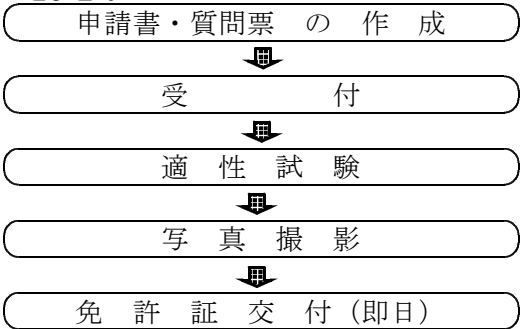 申請書・質問票 の 作 成
受 付
適 性 試 験
写 真 撮 影
免 許 証 交 付（即日）